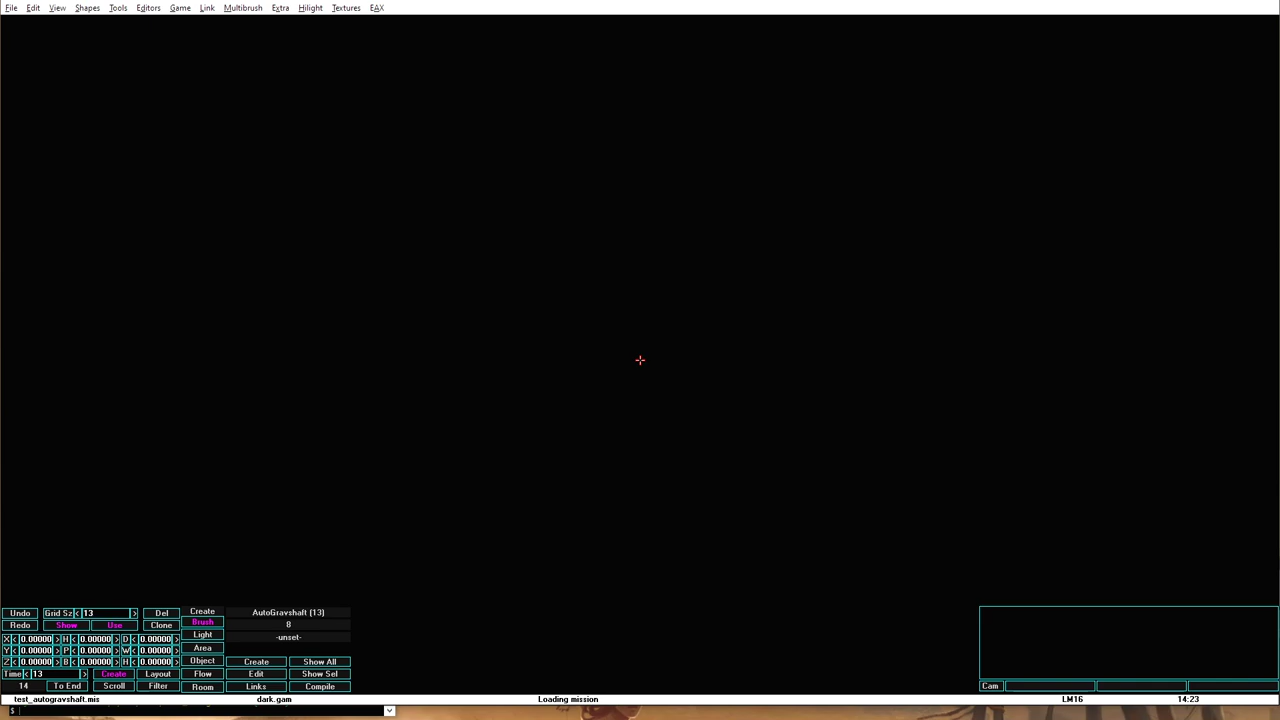 File Edit View Shapes Tools Editors Game Link Multibrush Extra Hilight Textures EAX
Undo Grid Sz < 13 > Del Create AutoGravshaft (13)
Redo Show Use Clone Brush 8
Light -unset-
X < 0.00000 > H < 0.00000 > D < 0.00000 >
Y < 0.00000 > P < 0.00000 > W < 0.00000 > Area
Z < 0.00000 > B < 0.00000 > H < 0.00000 > Object Create Show All
Time < 13 > Create Layout Flow Edit Show Sel
14 To End Scroll Filter Room Links Compile Cam
test_autogravshaft.mis dark.gam Loading mission LM16 14:23
$